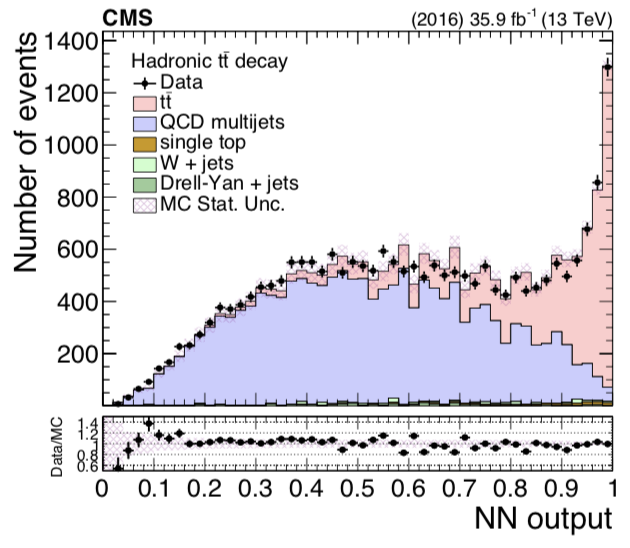 CMS (2016) 35.9 fb⁻¹ (13 TeV)
Number of events
1400
1200
1000
800
600
400
200
Hadronic tt̄ decay
Data
tt̄
QCD multijets
single top
W + jets
Drell-Yan + jets
MC Stat. Unc.
Data/MC
1.4
1.2
1
0.8
0.6
0 0.1 0.2 0.3 0.4 0.5 0.6 0.7 0.8 0.9 1
NN output